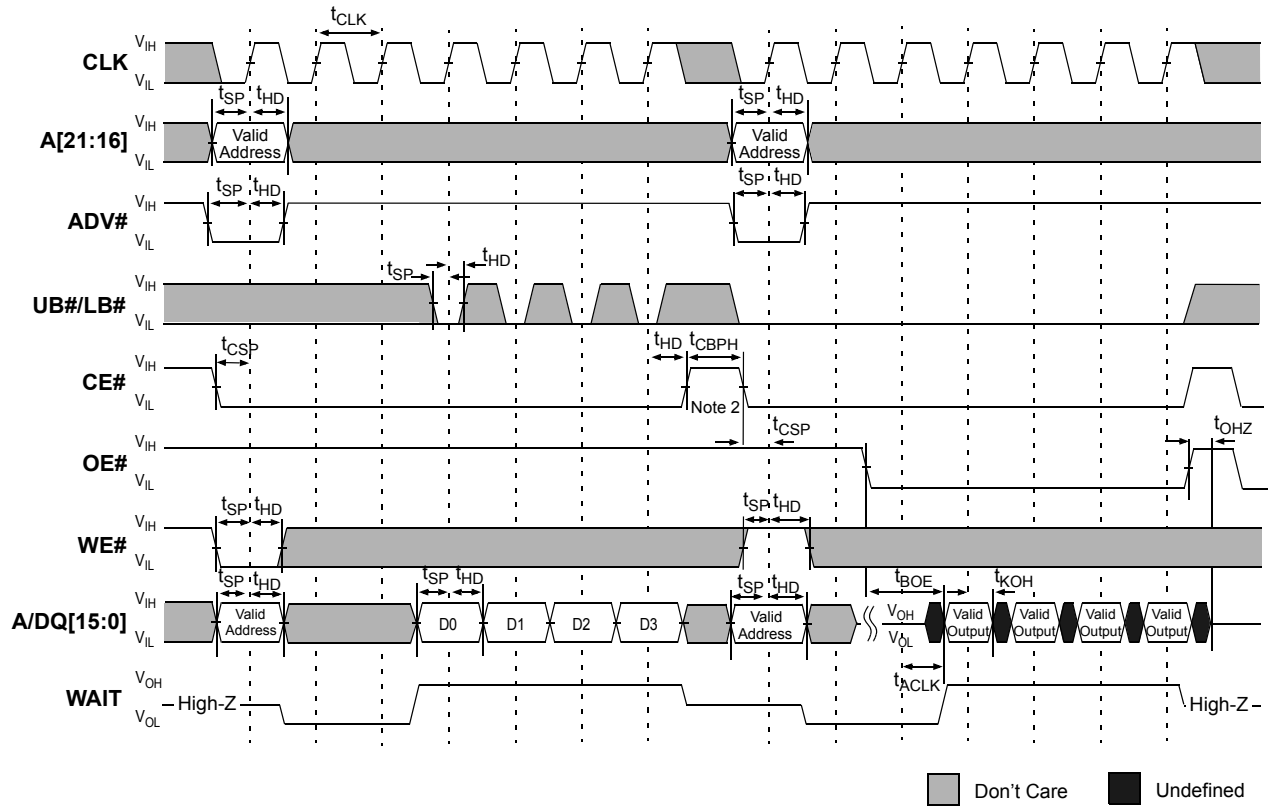 tCLK
CLK
VIH
VIL
tSP tHD tSP tHD
A[21:16]
VIH
VIL
Valid Address
Valid Address
tSP tHD tSP tHD
ADV#
VIH
VIL
tSP tHD
UB#/LB#
VIH
VIL
tCSP tHD tCBPH
CE#
VIH
VIL
Note 2
tCSP
tOHZ
OE#
VIH
VIL
tSP tHD tSP tHD
WE#
VIH
VIL
tSP tHD tSP tHD tSP tHD tBOE tKOH
A/DQ[15:0]
VIH
VIL
Valid Address
D0 D1 D2 D3
Valid Address
VOH
VOL
Valid Output
Valid Output
Valid Output
Valid Output
tACLK
WAIT
VOH
VOL
High-Z
High-Z
Don't Care
Undefined